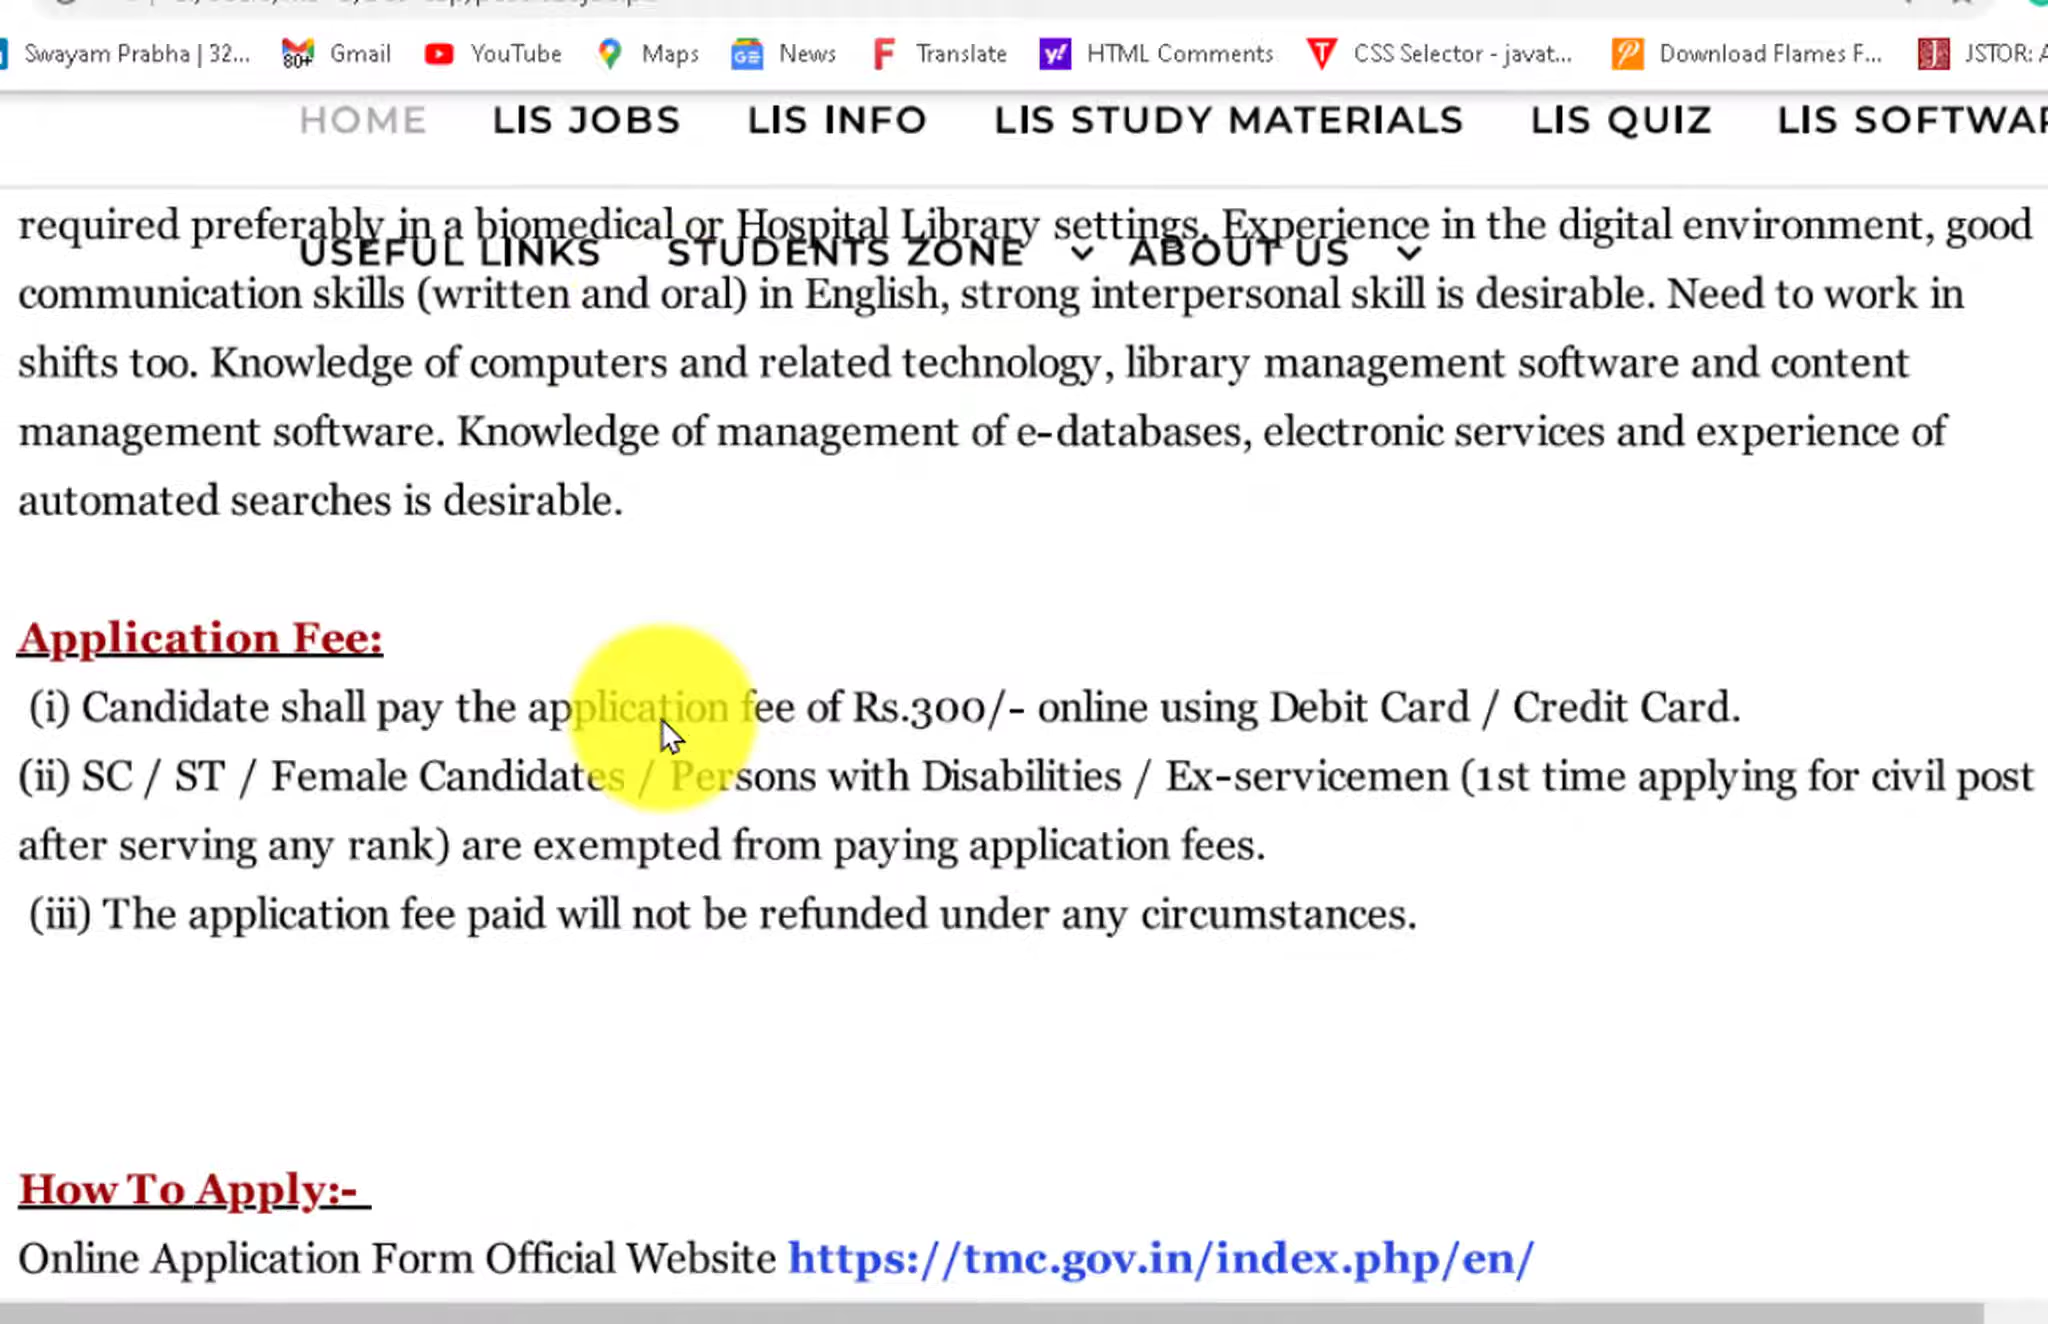 Swayam Prabha | 32...
80+
Gmail
YouTube
Maps
GE
News
F
Translate
y!
HTML Comments
T
CSS Selector - javat...
P
Download Flames F...
J
JSTOR: A
HOME
LIS JOBS
LIS INFO
LIS STUDY MATERIALS
LIS QUIZ
LIS SOFTWAR
USEFUL LINKS
STUDENTS ZONE
ABOUT US
required preferably in a biomedical or Hospital Library settings. Experience in the digital environment, good
communication skills (written and oral) in English, strong interpersonal skill is desirable. Need to work in
shifts too. Knowledge of computers and related technology, library management software and content
management software. Knowledge of management of e-databases, electronic services and experience of
automated searches is desirable.
Application Fee:
(i) Candidate shall pay the application fee of Rs.300/- online using Debit Card / Credit Card.
(ii) SC / ST / Female Candidates / Persons with Disabilities / Ex-servicemen (1st time applying for civil post
after serving any rank) are exempted from paying application fees.
(iii) The application fee paid will not be refunded under any circumstances.
How To Apply:-
Online Application Form Official Website https://tmc.gov.in/index.php/en/